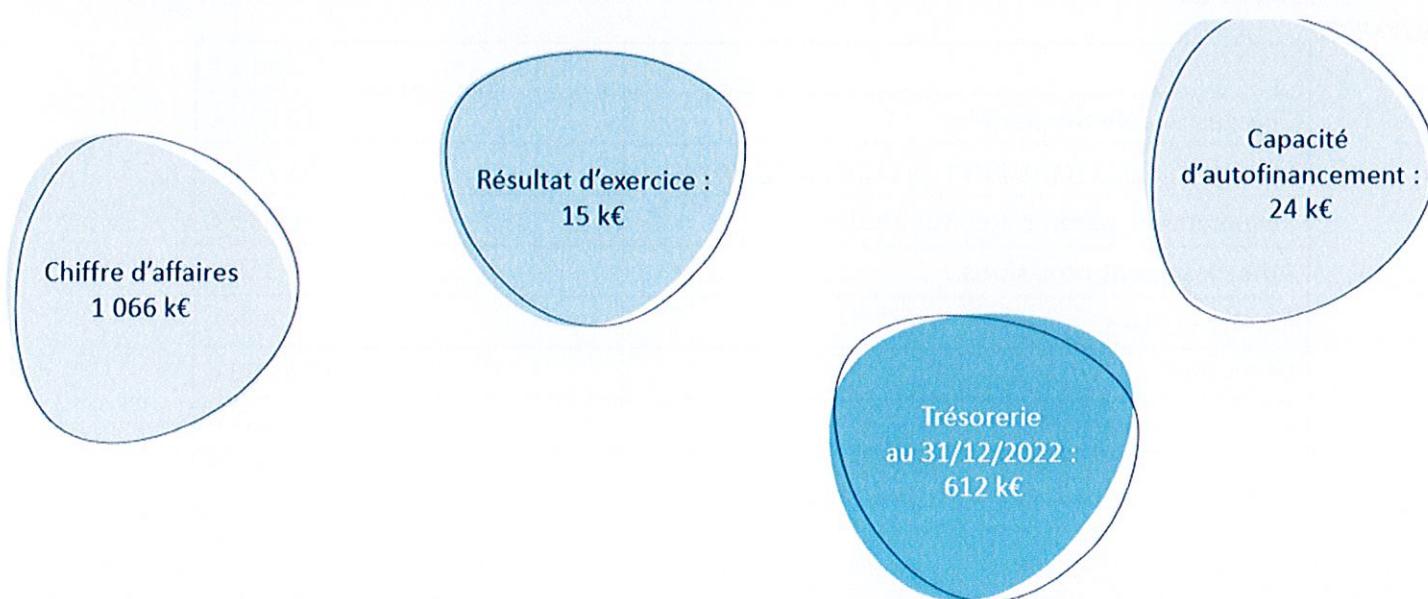 Chiffre d'affaires
1 066 k€
Résultat d'exercice :
15 k€
Trésorerie
au 31/12/2022 :
612 k€
Capacité
d'autofinancement :
24 k€